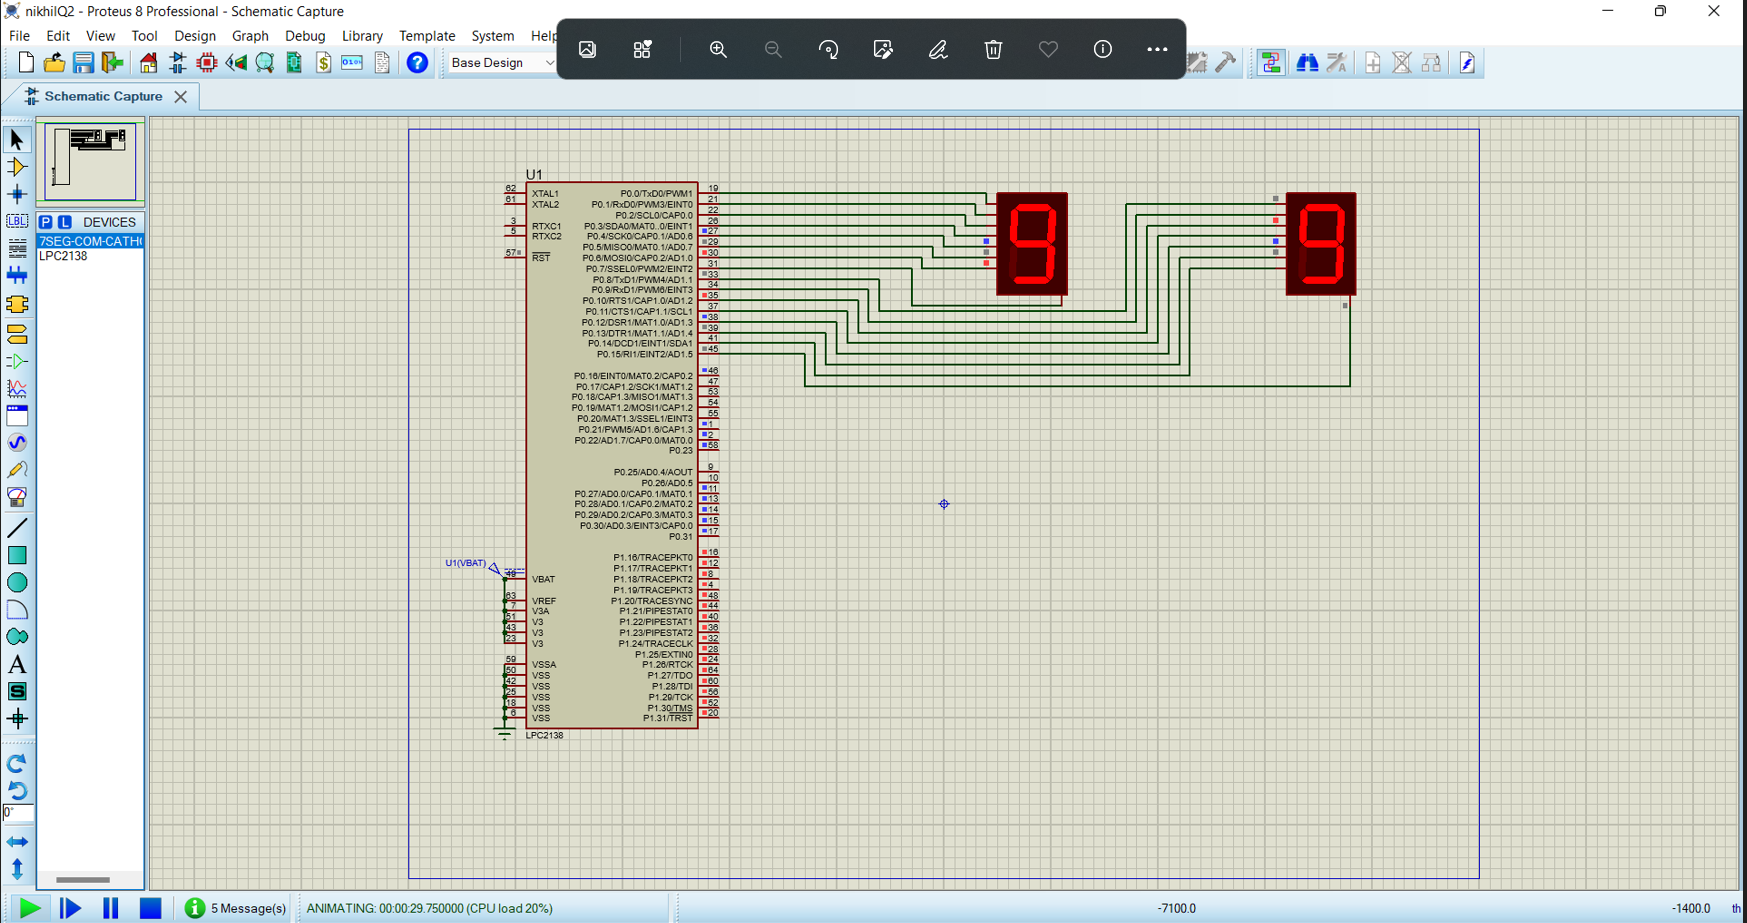 nikhilQ2 - Proteus 8 Professional - Schematic Capture
File Edit View Tool Design Graph Debug Library Template System Help
Base Design
Schematic Capture
P L DEVICES
7SEG-COM-CATH
LPC2138
LBL
A
S
0°
U1
62 XTAL1
61 XTAL2
3 RTXC1
5 RTXC2
57 RST
U1(VBAT)
49 VBAT
63 VREF
7 V3A
51 V3
43 V3
23 V3
59 VSSA
50 VSS
42 VSS
25 VSS
18 VSS
6 VSS
P0.0/TxD0/PWM1 19
P0.1/RxD0/PWM3/EINT0 21
P0.2/SCL0/CAP0.0 22
P0.3/SDA0/MAT0..0/EINT1 26
P0.4/SCK0/CAP0.1/AD0.6 27
P0.5/MISO0/MAT0.1/AD0.7 29
P0.6/MOSI0/CAP0.2/AD1.0 30
P0.7/SSEL0/PWM2/EINT2 31
P0.8/TxD1/PWM4/AD1.1 33
P0.9/RxD1/PWM6/EINT3 34
P0.10/RTS1/CAP1.0/AD1.2 35
P0.11/CTS1/CAP1.1/SCL1 37
P0.12/DSR1/MAT1.0/AD1.3 38
P0.13/DTR1/MAT1.1/AD1.4 39
P0.14/DCD1/EINT1/SDA1 41
P0.15/RI1/EINT2/AD1.5 45
P0.16/EINT0/MAT0.2/CAP0.2 46
P0.17/CAP1.2/SCK1/MAT1.2 47
P0.18/CAP1.3/MISO1/MAT1.3 53
P0.19/MAT1.2/MOSI1/CAP1.2 54
P0.20/MAT1.3/SSEL1/EINT3 55
P0.21/PWM5/AD1.6/CAP1.3 1
P0.22/AD1.7/CAP0.0/MAT0.0 2
P0.23 58
P0.25/AD0.4/AOUT 9
P0.26/AD0.5 10
P0.27/AD0.0/CAP0.1/MAT0.1 11
P0.28/AD0.1/CAP0.2/MAT0.2 13
P0.29/AD0.2/CAP0.3/MAT0.3 14
P0.30/AD0.3/EINT3/CAP0.0 15
P0.31 17
P1.16/TRACEPKT0 16
P1.17/TRACEPKT1 12
P1.18/TRACEPKT2 8
P1.19/TRACEPKT3 4
P1.20/TRACESYNC 48
P1.21/PIPESTAT0 44
P1.22/PIPESTAT1 40
P1.23/PIPESTAT2 36
P1.24/TRACECLK 32
P1.25/EXTIN0 28
P1.26/RTCK 24
P1.27/TDO 64
P1.28/TDI 60
P1.29/TCK 56
P1.30/TMS 52
P1.31/TRST 20
LPC2138
9
9
5 Message(s)
ANIMATING: 00:00:29.750000 (CPU load 20%)
-7100.0
-1400.0
th